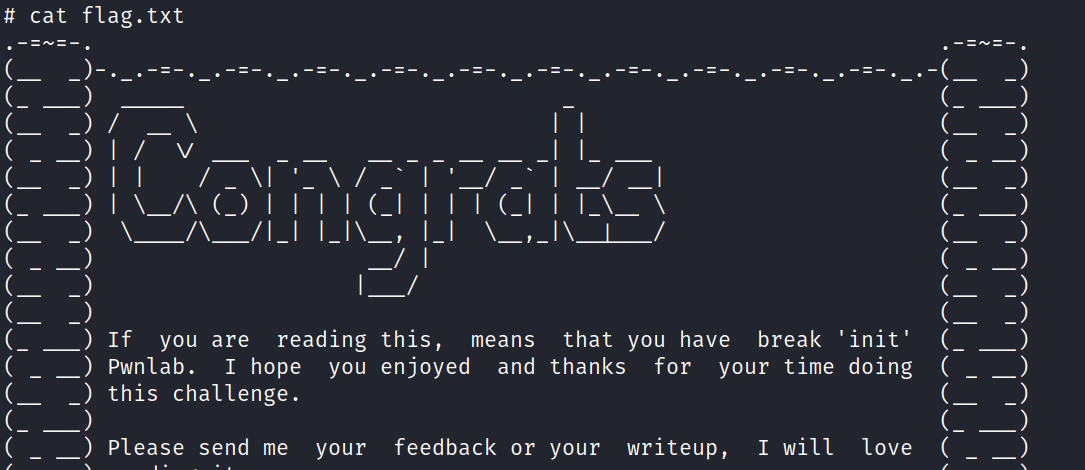 # cat flag.txt
Congrats
If you are reading this, means that you have break 'init'
Pwnlab. I hope you enjoyed and thanks for your time doing
this challenge.
Please send me your feedback or your writeup, I will love